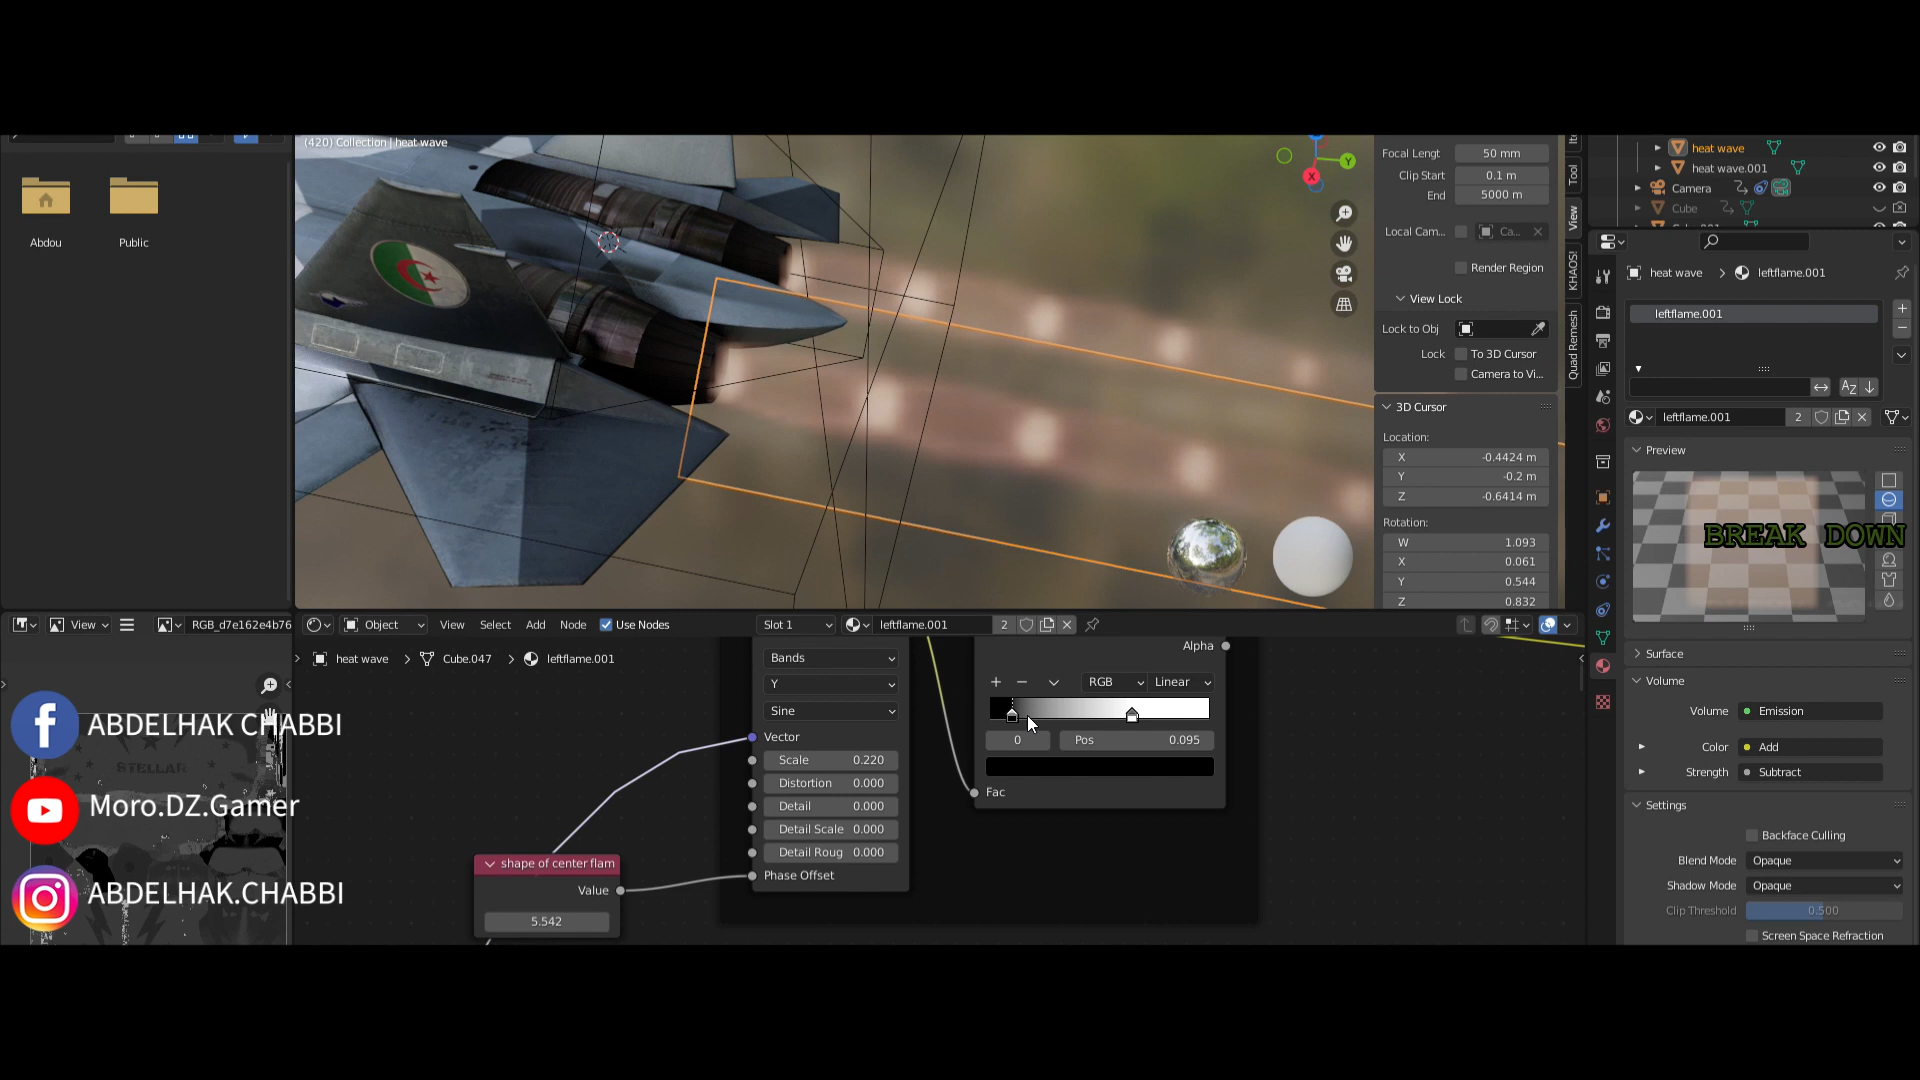 (420) Collection | heat wave
Abdou
Public
X
Y
Focal Lengt 50 mm
Clip Start 0.1 m
End 5000 m
Local Cam... Ca...
Render Region
View Lock
Lock to Obj
Lock To 3D Cursor
Camera to Vi...
3D Cursor
Location:
X -0.4424 m
Y -0.2 m
Z -0.6414 m
Rotation:
W 1.093
X 0.061
Y 0.544
Z 0.832
Tool
View
KHAOS!
Quad Remesh
heat wave
heat wave.001
Camera
Cube
heat wave > leftflame.001
leftflame.001
leftflame.001 2
Preview
BREAK DOWN
Surface
Volume
Volume Emission
Color Add
Strength Subtract
Settings
Backface Culling
Blend Mode Opaque
Shadow Mode Opaque
Clip Threshold 0.500
Screen Space Refraction
View RGB_d7e162e4b76
Object View Select Add Node Use Nodes Slot 1 leftflame.001 2
heat wave > Cube.047 > leftflame.001
Bands
Y
Sine
Vector
Scale 0.220
Distortion 0.000
Detail 0.000
Detail Scale 0.000
Detail Roug 0.000
Phase Offset
shape of center flam
Value
5.542
Alpha
RGB Linear
0 Pos 0.095
Fac
STELLAR
ABDELHAK CHABBI
Moro.DZ.Gamer
ABDELHAK.CHABBI